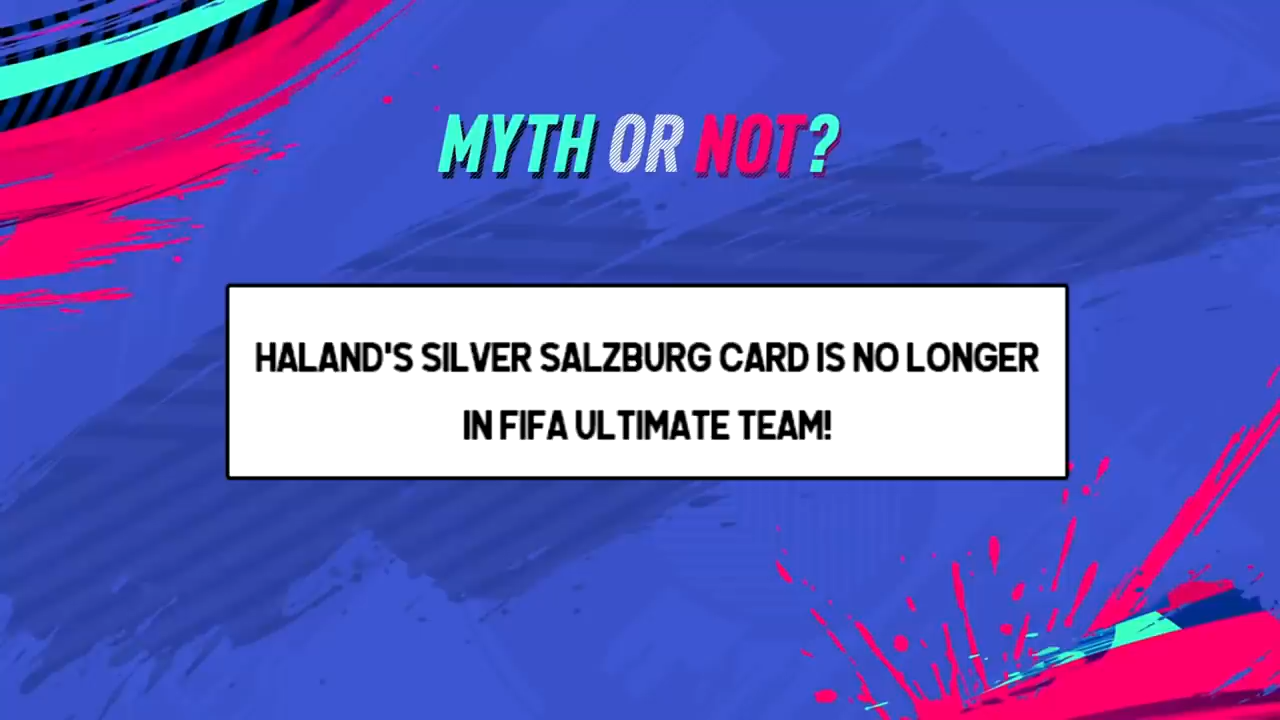 MYTH OR NOT?
HALAND'S SILVER SALZBURG CARD IS NO LONGER
IN FIFA ULTIMATE TEAM!